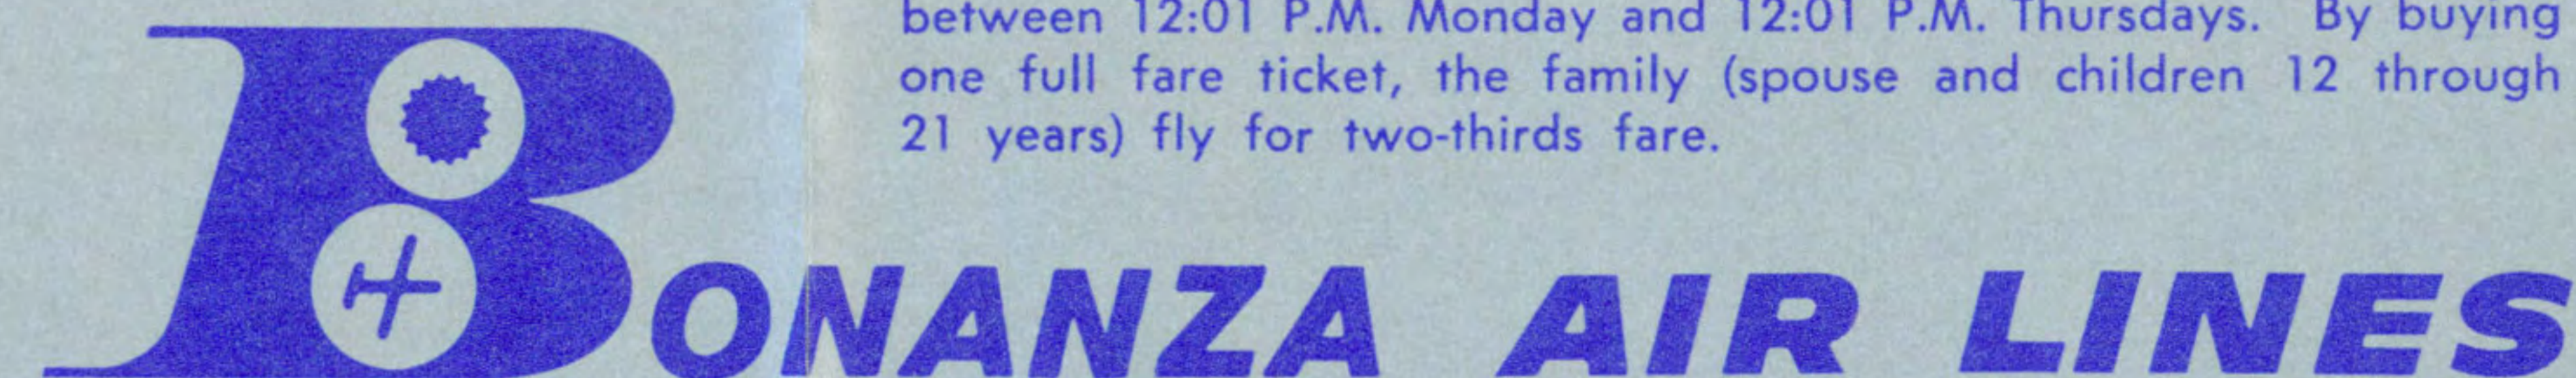 between 12:01 P.M. Monday and 12:01 P.M. Thursdays. By buying
one full fare ticket, the family (spouse and children 12 through
21 years) fly for two-thirds fare.
BONANZA AIR LINES